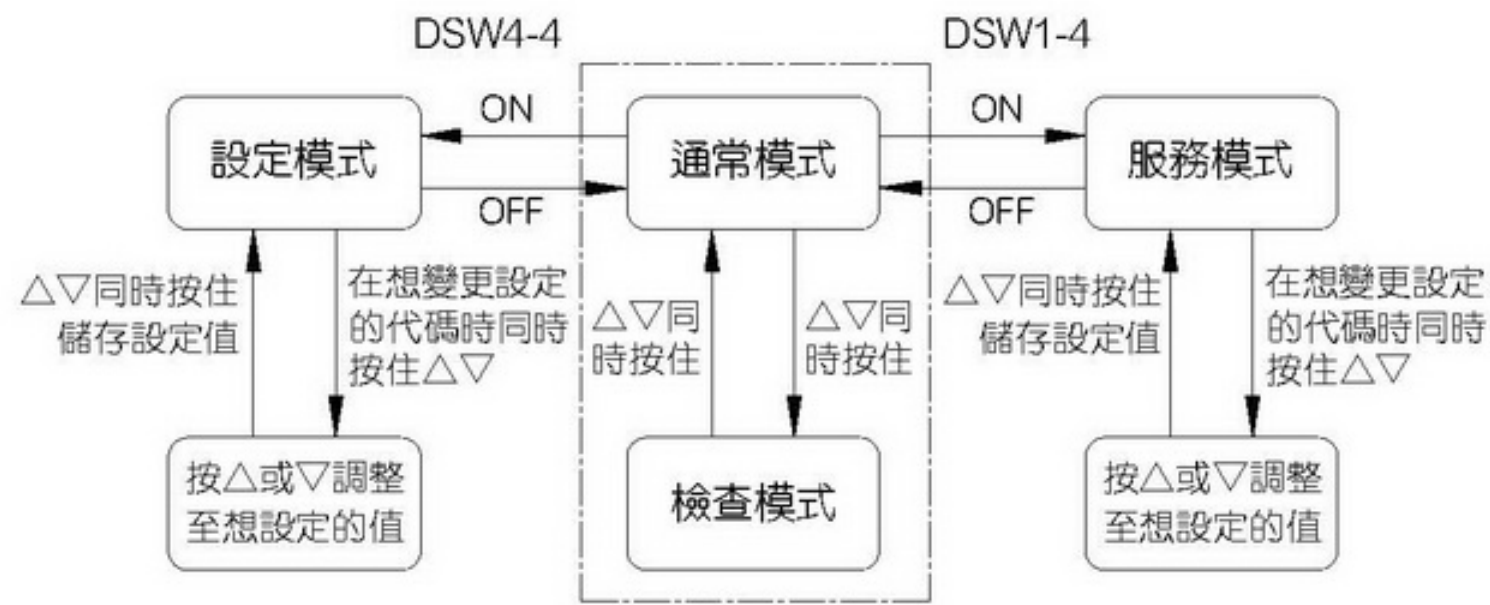 DSW4-4
DSW1-4
設定模式
ON
OFF
通常模式
ON
OFF
服務模式
△▽同時按住
儲存設定值
在想變更設定
的代碼時同時
按住△▽
△▽同
時按住
△▽同
時按住
△▽同時按住
儲存設定值
在想變更設定
的代碼時同時
按住△▽
按△或▽調整
至想設定的值
檢查模式
按△或▽調整
至想設定的值